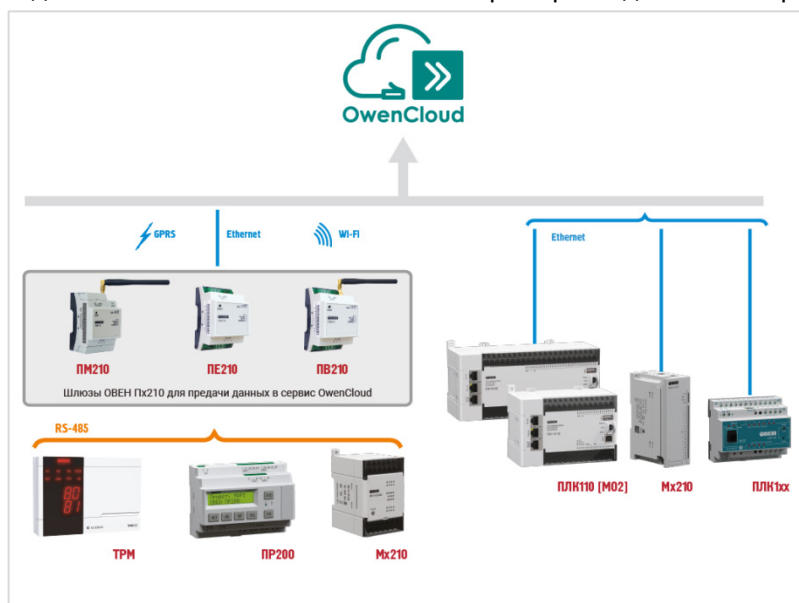 OwenCloud
GPRS
Ethernet
WI-FI
Ethernet
ПМ210
ПЕ210
ПВ210
Шлюзы ОВЕН Пх210 для предачи данных в сервис OwenCloud
RS-485
ТРМ
ПР200
Мх210
ПЛК110 [М02]
Мх210
ПЛК1хх